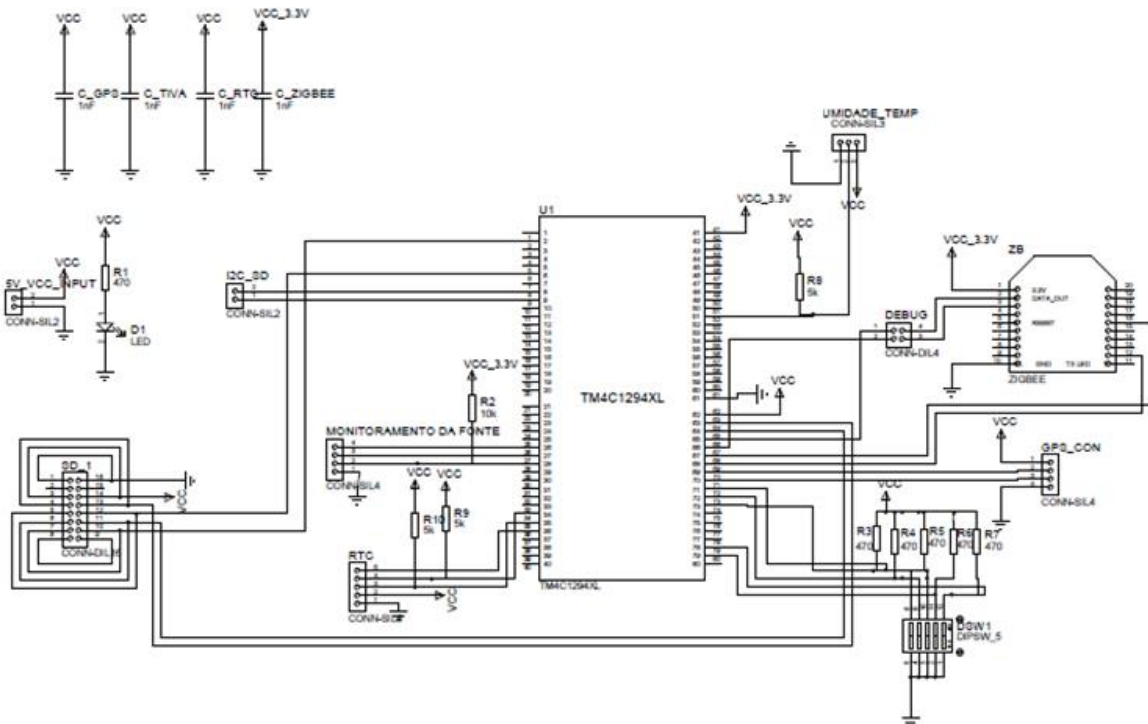 VCC
VCC
VCC
VCC_3.3V
C_GPS
1nF
C_TIVA
1nF
C_RTC
1nF
C_ZIGBEE
1nF
UMIDADE_TEMP
CONN-SIL3
VCC
VCC
R1
470
D1
LED
5V_VCC_INPUT
VCC
CONN-SIL2
I2C_SD
CONN-SIL2
U1
TM4C1294XL
TM4C1294XL
VCC_3.3V
VCC
R8
5k
DEBUG
CONN-DIL4
VCC_3.3V
ZB
3.3V
DATA_OUT
GND
ZIGBEE
VCC_3.3V
R2
10k
MONITORAMENTO DA FONTE
CONN-SIL4
VCC
VCC
R10
5k
R9
5k
RTC
VCC
SD_1
VCC
CONN-DIL16
VCC
VCC
GPS_CON
CONN-SIL4
VCC
R3
470
R4
470
R5
470
R6
470
R7
470
DSW1
DIPSW_5